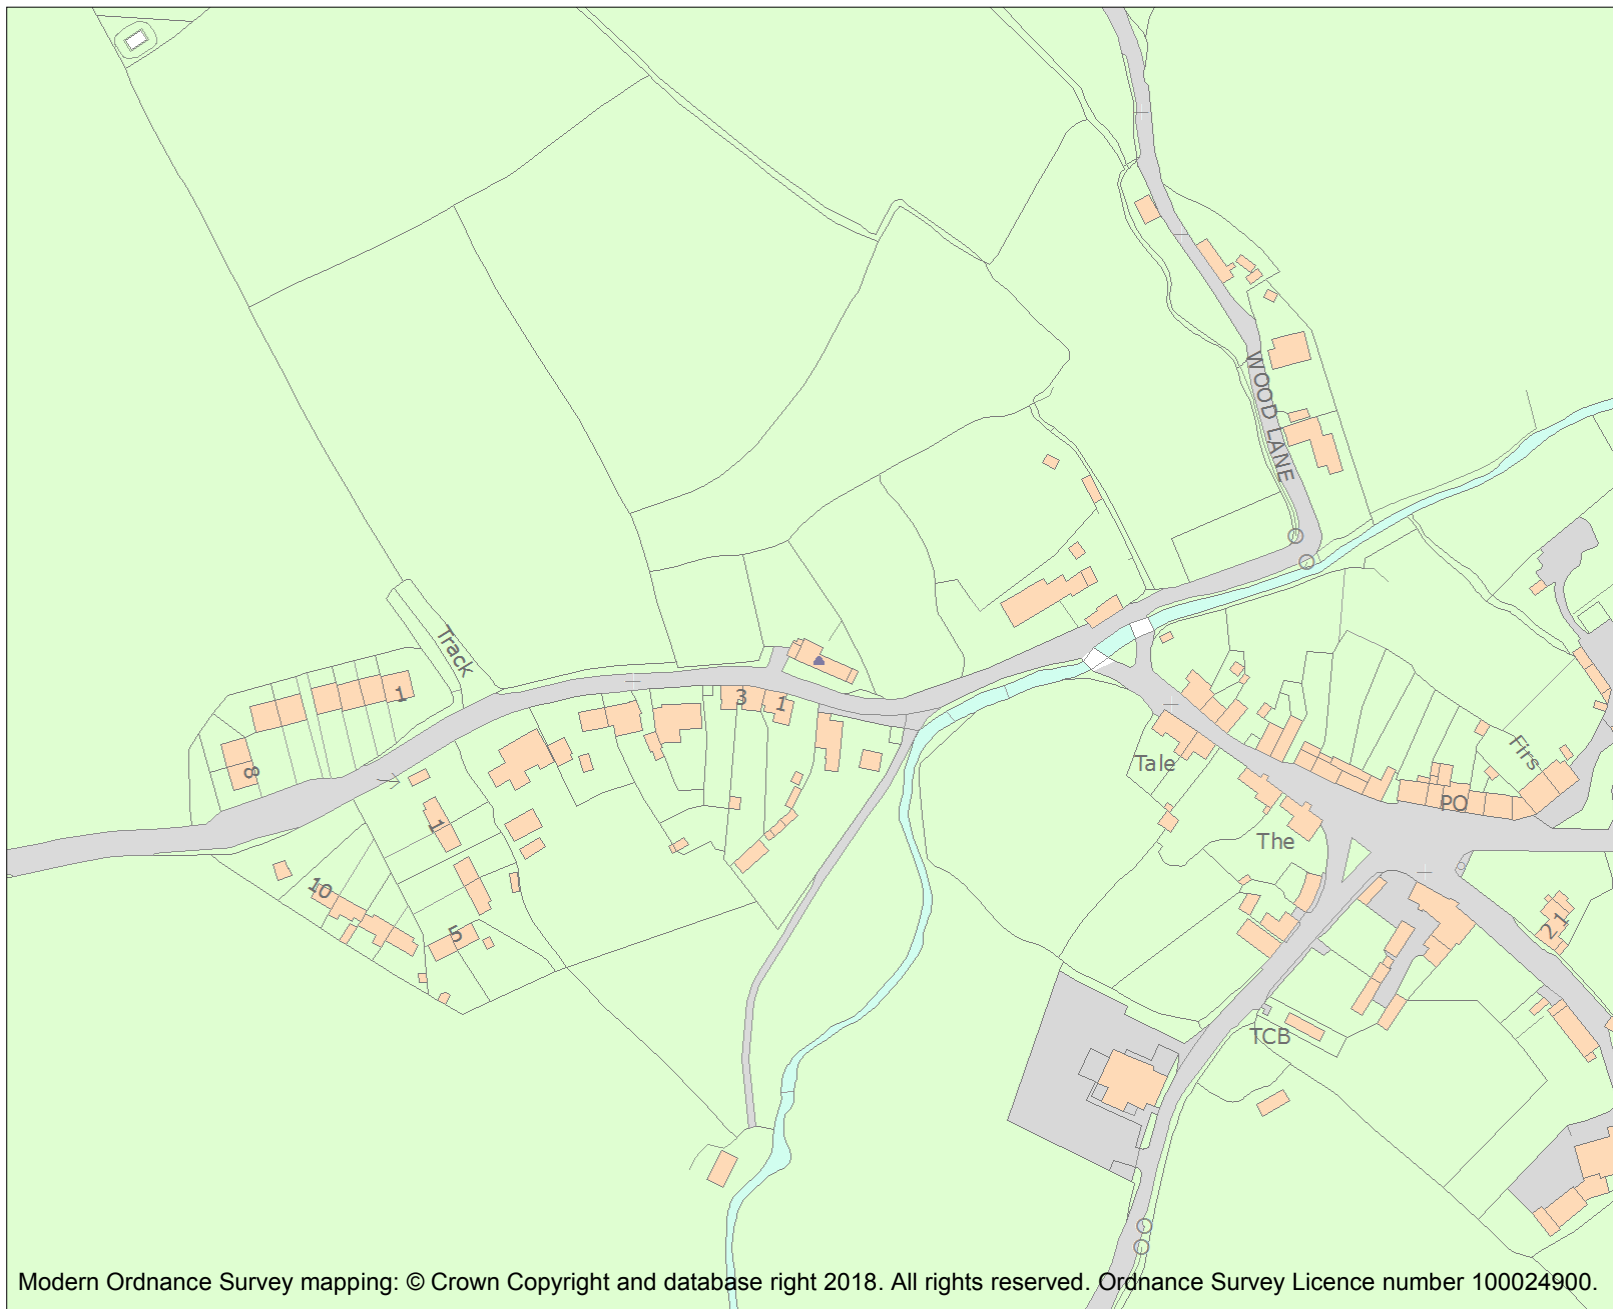 WOOD LANE
Track
1
3
1
8
Tale
Firs
PO
1
The
10
5
21
TCB
Modern Ordnance Survey mapping: © Crown Copyright and database right 2018. All rights reserved. Ordnance Survey Licence number 100024900.